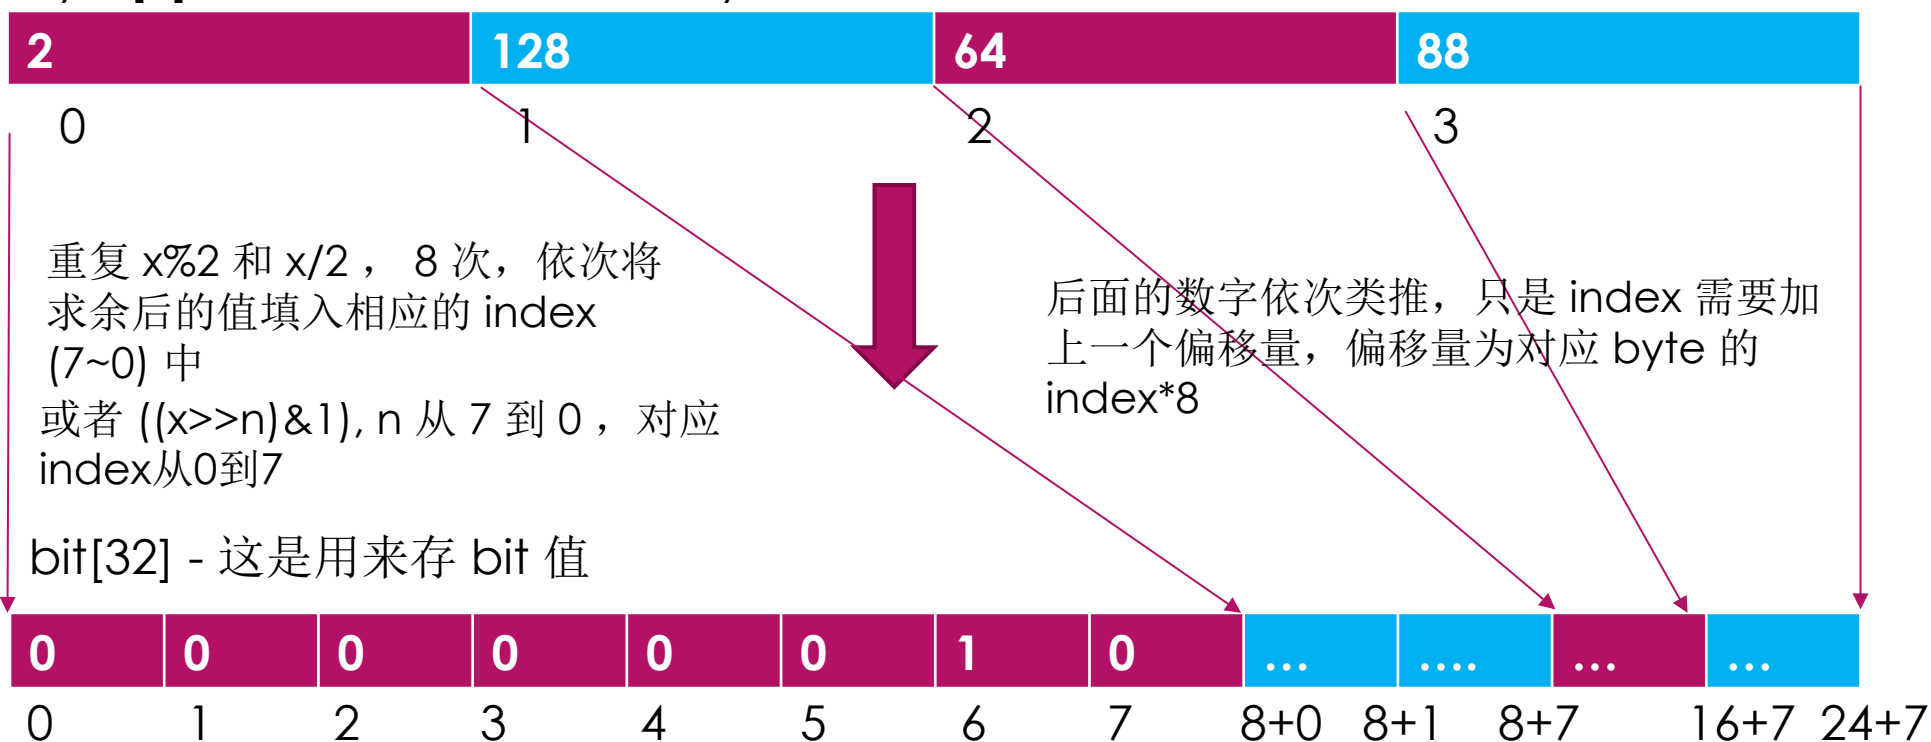 2 128 64 88
0 1 2 3
重复 x%2 和 x/2 ， 8 次，依次将
求余后的值填入相应的 index
(7~0) 中
或者 ((x>>n)&1), n 从 7 到 0 ，对应
index从0到7
后面的数字依次类推，只是 index 需要加
上一个偏移量，偏移量为对应 byte 的
index*8
bit[32] - 这是用来存 bit 值
0 0 0 0 0 0 1 0 ... .... ... ...
0 1 2 3 4 5 6 7 8+0 8+1 8+7 16+7 24+7